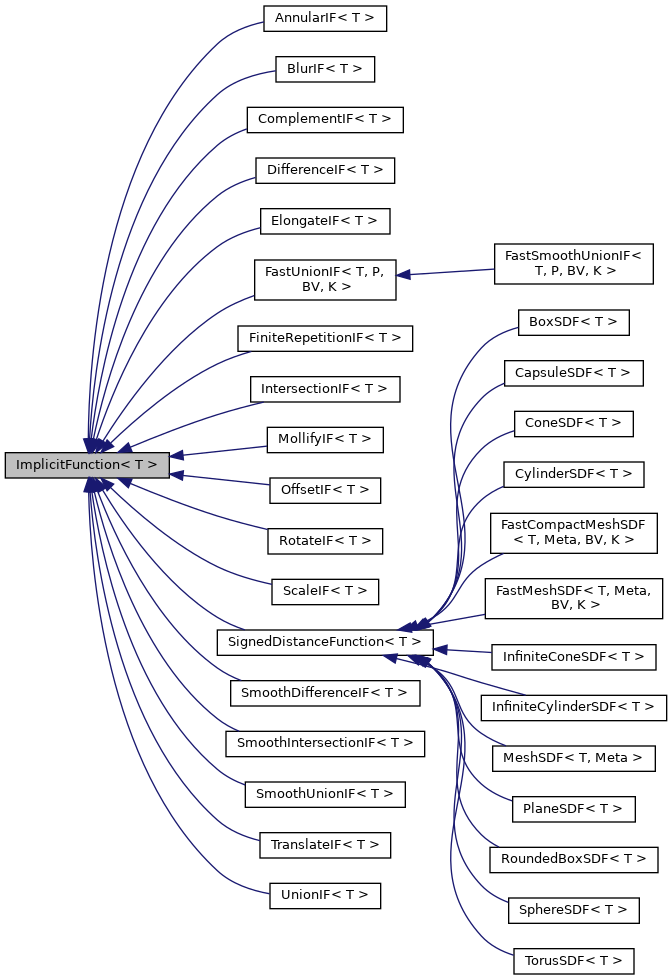 AnnularIF< T >
BlurIF< T >
ComplementIF< T >
DifferenceIF< T >
ElongateIF< T >
FastUnionIF< T, P,
BV, K >
FastSmoothUnionIF<
T, P, BV, K >
FiniteRepetitionIF< T >
IntersectionIF< T >
MollifyIF< T >
ImplicitFunction< T >
OffsetIF< T >
RotateIF< T >
ScaleIF< T >
SignedDistanceFunction< T >
SmoothDifferenceIF< T >
SmoothIntersectionIF< T >
SmoothUnionIF< T >
TranslateIF< T >
UnionIF< T >
BoxSDF< T >
CapsuleSDF< T >
ConeSDF< T >
CylinderSDF< T >
FastCompactMeshSDF
< T, Meta, BV, K >
FastMeshSDF< T, Meta,
BV, K >
InfiniteConeSDF< T >
InfiniteCylinderSDF< T >
MeshSDF< T, Meta >
PlaneSDF< T >
RoundedBoxSDF< T >
SphereSDF< T >
TorusSDF< T >